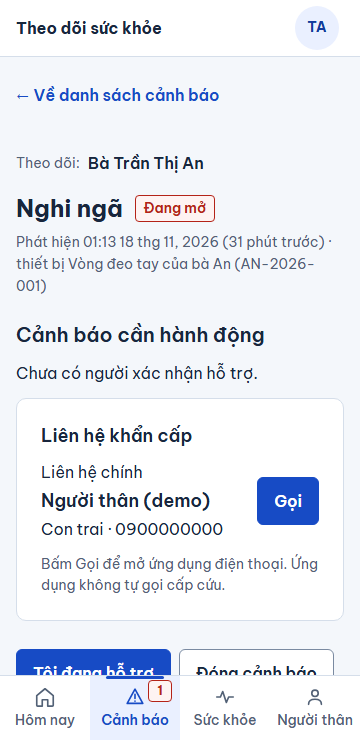 Theo dõi sức khỏe
TA
← Về danh sách cảnh báo
Theo dõi: Bà Trần Thị An
Nghi ngã Đang mở
Phát hiện 01:13 18 thg 11, 2026 (31 phút trước) ·
thiết bị Vòng đeo tay của bà An (AN-2026-
001)
Cảnh báo cần hành động
Chưa có người xác nhận hỗ trợ.
Liên hệ khẩn cấp
Liên hệ chính
Người thân (demo)
Con trai · 0900000000
Gọi
Bấm Gọi để mở ứng dụng điện thoại. Ứng
dụng không tự gọi cấp cứu.
Tôi đang hỗ trợ Đóng cảnh báo
1
Hôm nay Cảnh báo Sức khỏe Người thân